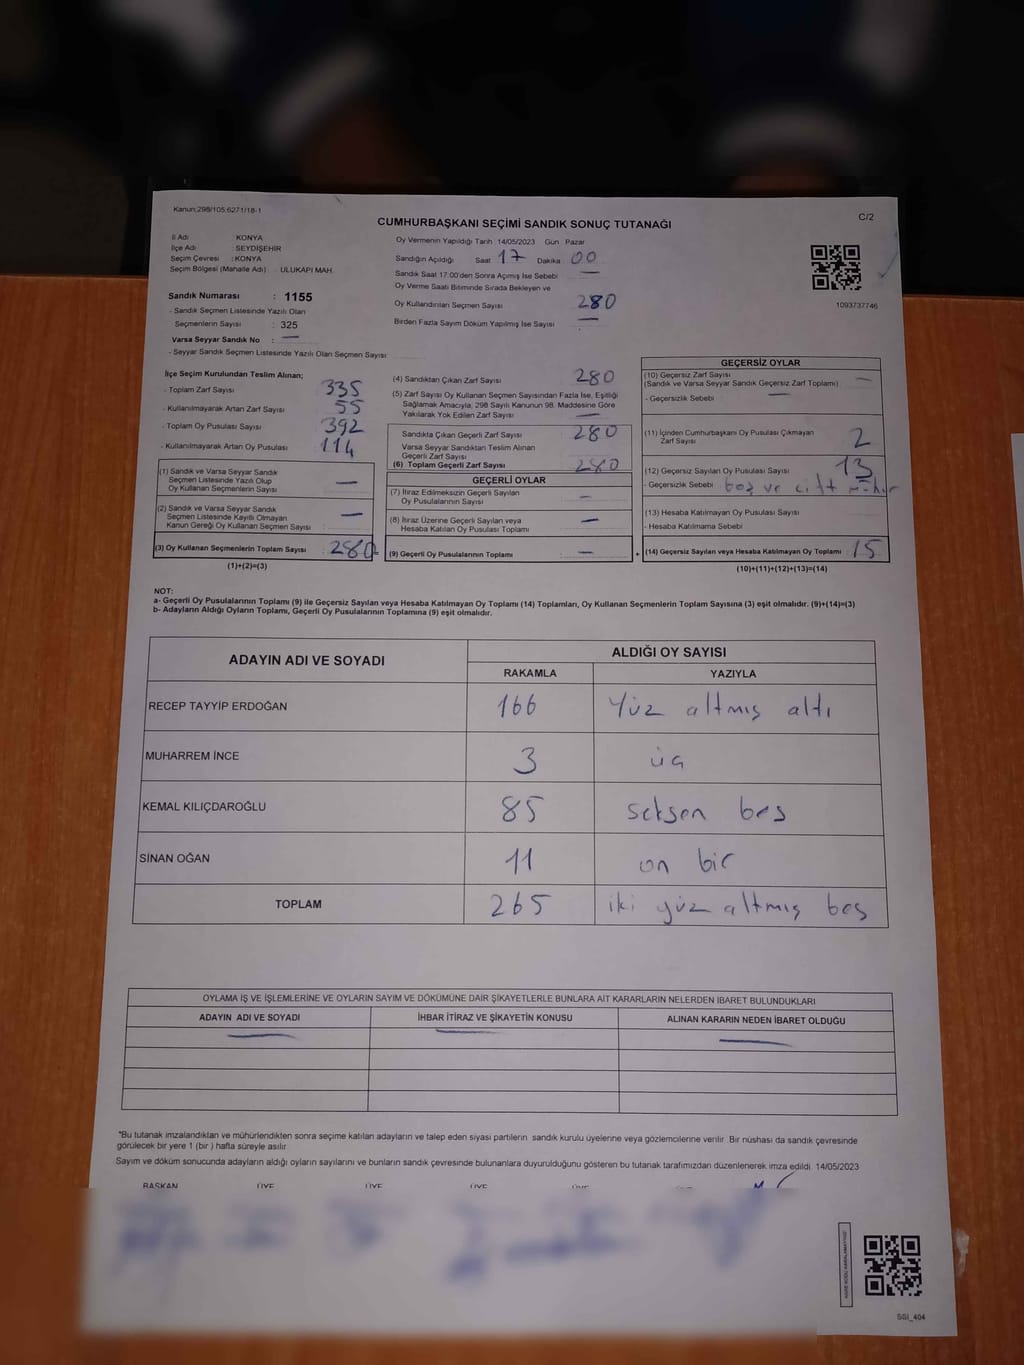 Kanun;298/105;6271/18-1
C/2
CUMHURBAŞKANI SEÇİMİ SANDIK SONUÇ TUTANAĞI
İl Adı KONYA
İlçe Adı : SEYDİŞEHİR
Seçim Çevresi : KONYA
Seçim Bölgesi (Mahalle Adı) : ULUKAPI MAH.
Sandık Numarası : 1155
- Sandık Seçmen Listesinde Yazılı Olan
Seçmenlerin Sayısı : 325
Varsa Seyyar Sandık No : —
- Seyyar Sandık Seçmen Listesinde Yazılı Olan Seçmen Sayısı
Oy Vermenin Yapıldığı Tarih 14/05/2023 Gün Pazar
Sandığın Açıldığı Saat 17 Dakika 00
Sandık Saat 17:00'den Sonra Açımış İse Sebebi —
Oy Verme Saati Bitiminde Sırada Bekleyen ve
Oy Kullandırılan Seçmen Sayısı 280
Birden Fazla Sayım Döküm Yapılmış İse Sayısı —
1093737746
İlçe Seçim Kurulundan Teslim Alınan;
- Toplam Zarf Sayısı 335
- Kullanılmayarak Artan Zarf Sayısı 55
- Toplam Oy Pusulası Sayısı 392
- Kullanılmayarak Artan Oy Pusulası 114
(1) Sandık ve Varsa Seyyar Sandık
Seçmen Listesinde Yazılı Olup
Oy Kullanan Seçmenlerin Sayısı —
(2) Sandık ve Varsa Seyyar Sandık
Seçmen Listesinde Kayıtlı Olmayan
Kanun Gereği Oy Kullanan Seçmen Sayısı : —
(3) Oy Kullanan Seçmenlerin Toplam Sayısı : 280
(1)+(2)=(3)
(4) Sandıktan Çıkan Zarf Sayısı 280
(5) Zarf Sayısı Oy Kullanan Seçmen Sayısından Fazla İse, Eşitliği
Sağlamak Amacıyla, 298 Sayılı Kanunun 98. Maddesine Göre
Yakılarak Yok Edilen Zarf Sayısı —
Sandıkta Çıkan Geçerli Zarf Sayısı 280
Varsa Seyyar Sandıktan Teslim Alınan
Geçerli Zarf Sayısı
(6) Toplam Geçerli Zarf Sayısı 280
GEÇERLİ OYLAR
(7) İtiraz Edilmeksizin Geçerli Sayılan
Oy Pusulalarının Sayısı —
(8) İtiraz Üzerine Geçerli Sayılan veya
Hesaba Katılan Oy Pusulası Toplamı —
(9) Geçerli Oy Pusulalarının Toplamı —
GEÇERSİZ OYLAR
(10) Geçersiz Zarf Sayısı —
(Sandık ve Varsa Seyyar Sandık Geçersiz Zarf Toplamı)
- Geçersizlik Sebebi —
(11) İçinden Cumhurbaşkanı Oy Pusulası Çıkmayan
Zarf Sayısı 2
(12) Geçersiz Sayılan Oy Pusulası Sayısı 13
- Geçersizlik Sebebi boş ve çift mühür
(13) Hesaba Katılmayan Oy Pusulası Sayısı
- Hesaba Katılmama Sebebi
+ (14) Geçersiz Sayılan veya Hesaba Katılmayan Oy Toplamı 15
(10)+(11)+(12)+(13)=(14)
NOT:
a- Geçerli Oy Pusulalarının Toplamı (9) ile Geçersiz Sayılan veya Hesaba Katılmayan Oy Toplamı (14) Toplamları, Oy Kullanan Seçmenlerin Toplam Sayısına (3) eşit olmalıdır. (9)+(14)=(3)
b- Adayların Aldığı Oyların Toplamı, Geçerli Oy Pusulalarının Toplamına (9) eşit olmalıdır.
ADAYIN ADI VE SOYADI ALDIĞI OY SAYISI
RAKAMLA YAZIYLA
RECEP TAYYİP ERDOĞAN 166 Yüz altmış altı
MUHARREM İNCE 3 üç
KEMAL KILIÇDAROĞLU 85 seksen beş
SİNAN OĞAN 11 on bir
TOPLAM 265 iki yüz altmış beş
OYLAMA İŞ VE İŞLEMLERİNE VE OYLARIN SAYIM VE DÖKÜMÜNE DAİR ŞİKAYETLERLE BUNLARA AİT KARARLARIN NELERDEN İBARET BULUNDUKLARI
ADAYIN ADI VE SOYADI İHBAR İTİRAZ VE ŞİKAYETİN KONUSU ALINAN KARARIN NEDEN İBARET OLDUĞU
— — —
*Bu tutanak imzalandıktan ve mühürlendikten sonra seçime katılan adayların ve talep eden siyasi partilerin sandık kurulu üyelerine veya gözlemcilerine verilir. Bir nüshası da sandık çevresinde
görülecek bir yere 1 (bir ) hafta süreyle asılır.
Sayım ve döküm sonucunda adayların aldığı oyların sayılarını ve bunların sandık çevresinde bulunanlara duyurulduğunu gösteren bu tutanak tarafımızdan düzenlenerek imza edildi. 14/05/2023
BAŞKAN ÜYE ÜYE ÜYE ÜYE
SGI_404